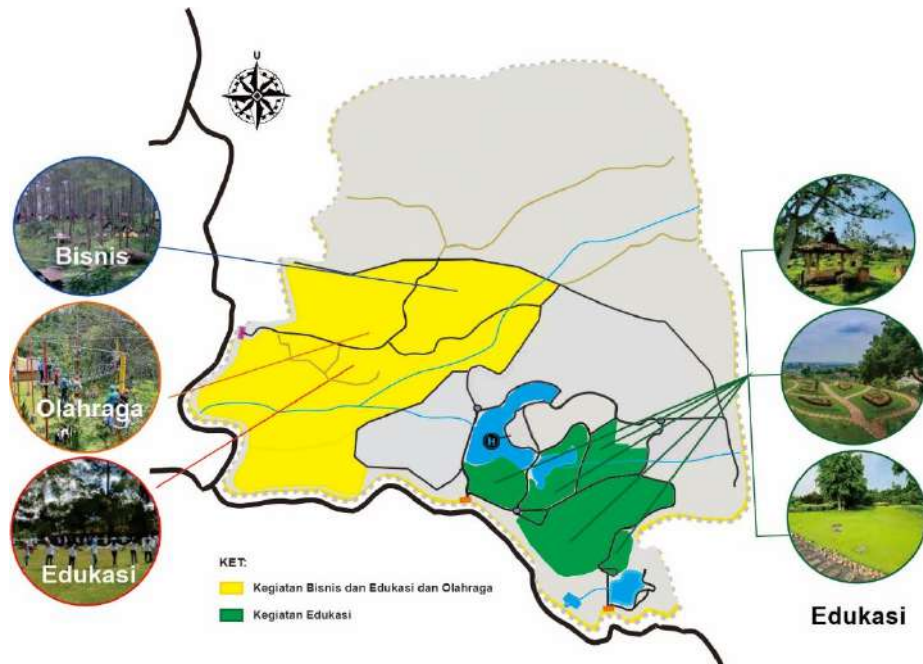 U
Bisnis
Olahraga
Edukasi
H
KET:
Kegiatan Bisnis dan Edukasi dan Olahraga
Kegiatan Edukasi
Edukasi